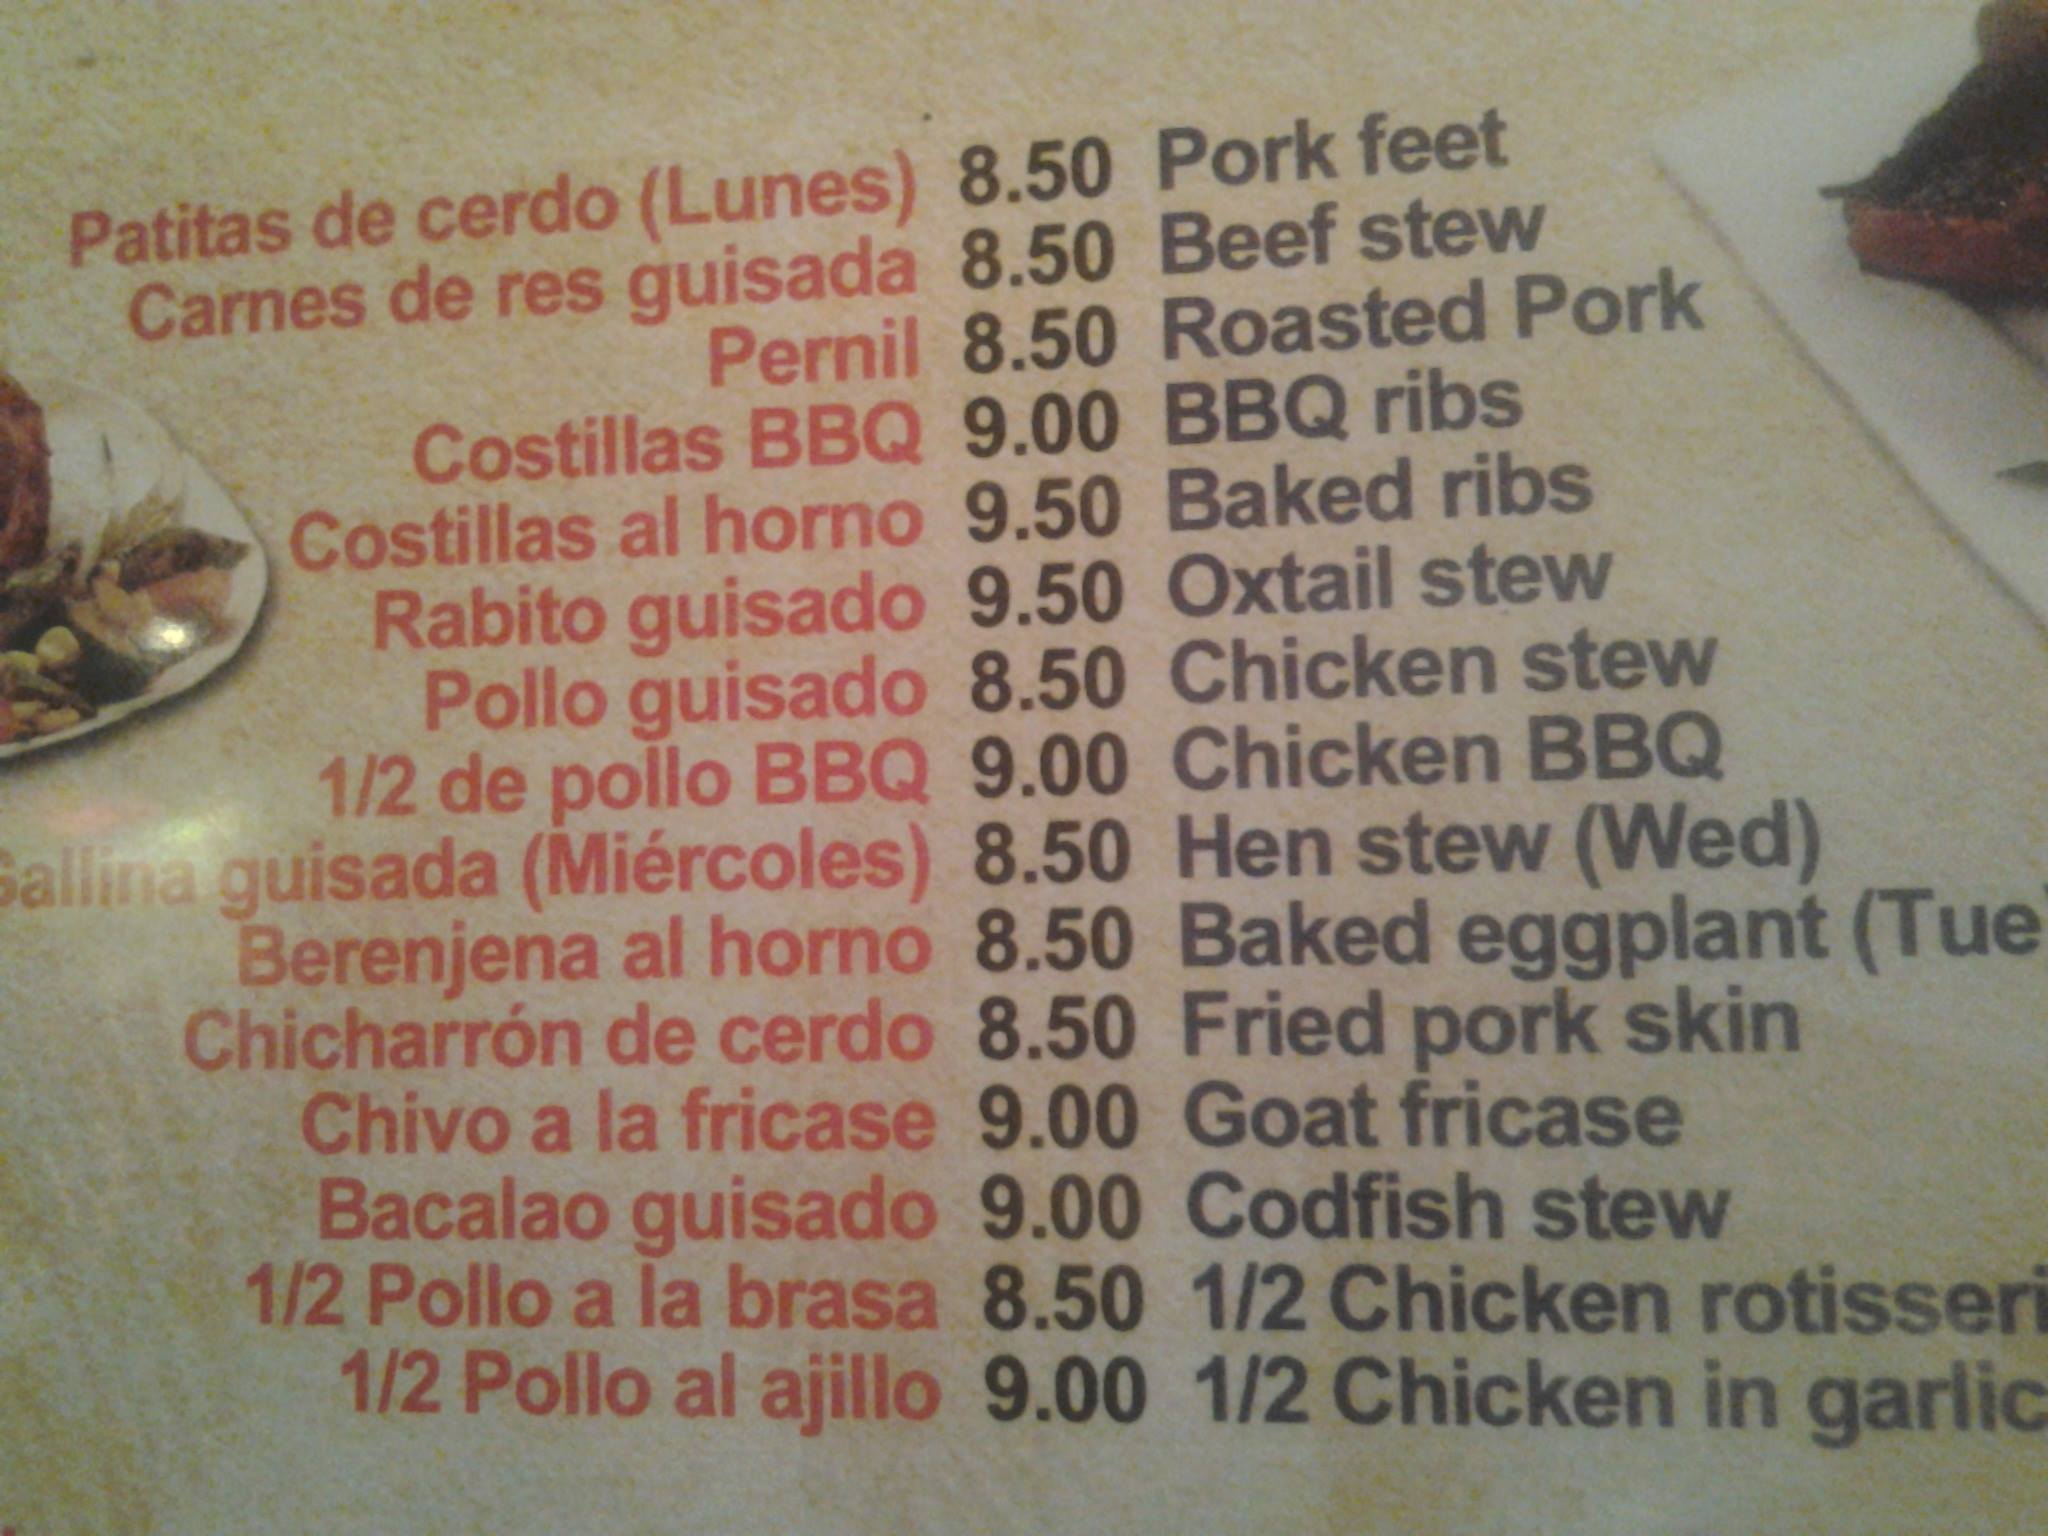 Patitas de cerdo (Lunes) 8.50 Pork feet
Carnes de res guisada 8.50 Beef stew
Pernil 8.50 Roasted Pork
Costillas BBQ 9.00 BBQ ribs
Costillas al horno 9.50 Baked ribs
Rabito guisado 9.50 Oxtail stew
Pollo guisado 8.50 Chicken stew
1/2 de pollo BBQ 9.00 Chicken BBQ
Gallina guisada (Miércoles) 8.50 Hen stew (Wed)
Berenjena al horno 8.50 Baked eggplant (Tue)
Chicharrón de cerdo 8.50 Fried pork skin
Chivo a la fricase 9.00 Goat fricase
Bacalao guisado 9.00 Codfish stew
1/2 Pollo a la brasa 8.50 1/2 Chicken rotisseri
1/2 Pollo al ajillo 9.00 1/2 Chicken in garlic